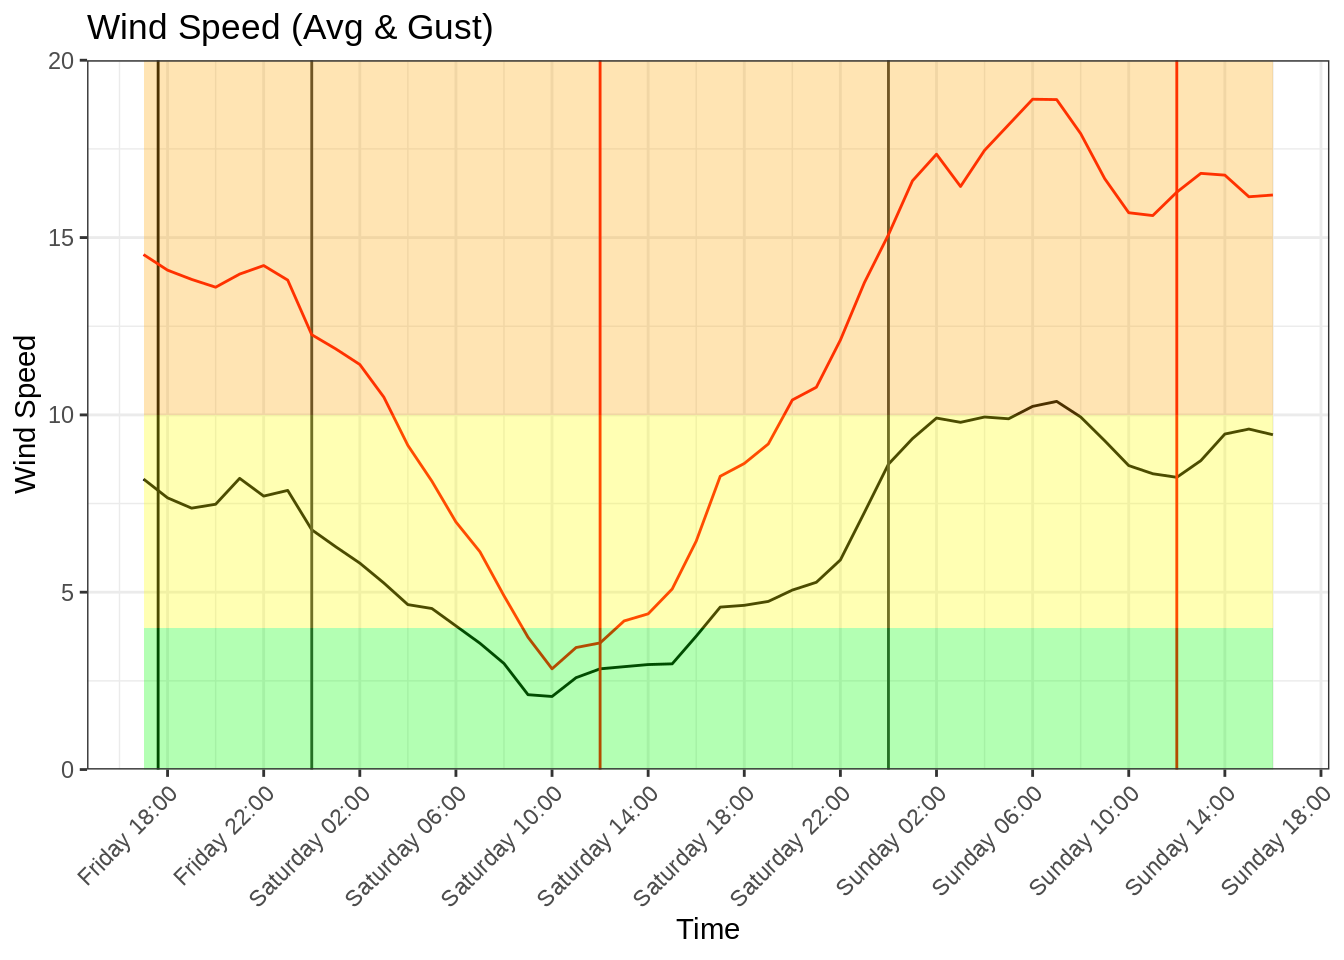 Wind Speed (Avg & Gust)
20
15
10
5
0
Wind Speed
Friday 18:00
Friday 22:00
Saturday 02:00
Saturday 06:00
Saturday 10:00
Saturday 14:00
Saturday 18:00
Saturday 22:00
Sunday 02:00
Sunday 06:00
Sunday 10:00
Sunday 14:00
Sunday 18:00
Time